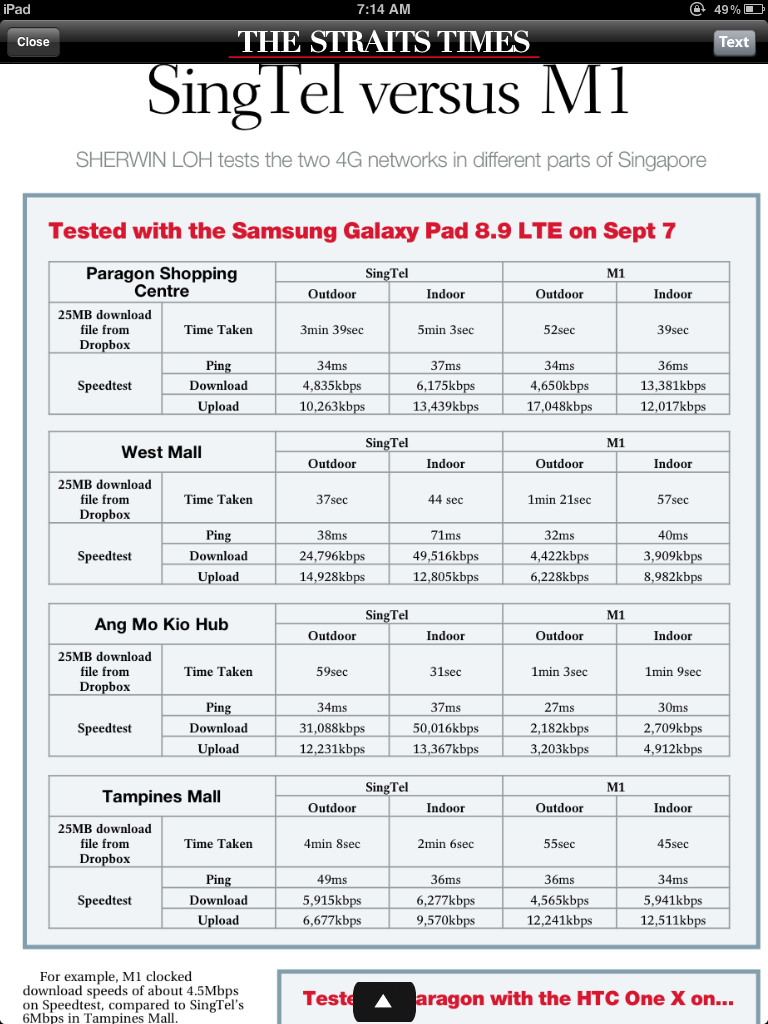 iPad 7:14 AM 49%
Close THE STRAITS TIMES Text
SingTel versus M1
SHERWIN LOH tests the two 4G networks in different parts of Singapore
Tested with the Samsung Galaxy Pad 8.9 LTE on Sept 7
Paragon Shopping Centre SingTel M1
Outdoor Indoor Outdoor Indoor
25MB download file from Dropbox Time Taken 3min 39sec 5min 3sec 52sec 39sec
Speedtest Ping 34ms 37ms 34ms 36ms
Download 4,835kbps 6,175kbps 4,650kbps 13,381kbps
Upload 10,263kbps 13,439kbps 17,048kbps 12,017kbps
West Mall SingTel M1
Outdoor Indoor Outdoor Indoor
25MB download file from Dropbox Time Taken 37sec 44 sec 1min 21sec 57sec
Speedtest Ping 38ms 71ms 32ms 40ms
Download 24,796kbps 49,516kbps 4,422kbps 3,909kbps
Upload 14,928kbps 12,805kbps 6,228kbps 8,982kbps
Ang Mo Kio Hub SingTel M1
Outdoor Indoor Outdoor Indoor
25MB download file from Dropbox Time Taken 59sec 31sec 1min 3sec 1min 9sec
Speedtest Ping 34ms 37ms 27ms 30ms
Download 31,088kbps 50,016kbps 2,182kbps 2,709kbps
Upload 12,231kbps 13,367kbps 3,203kbps 4,912kbps
Tampines Mall SingTel M1
Outdoor Indoor Outdoor Indoor
25MB download file from Dropbox Time Taken 4min 8sec 2min 6sec 55sec 45sec
Speedtest Ping 49ms 36ms 36ms 34ms
Download 5,915kbps 6,277kbps 4,565kbps 5,941kbps
Upload 6,677kbps 9,570kbps 12,241kbps 12,511kbps
For example, M1 clocked
download speeds of about 4.5Mbps
on Speedtest, compared to SingTel's
6Mbps in Tampines Mall.
Teste aragon with the HTC One X on...